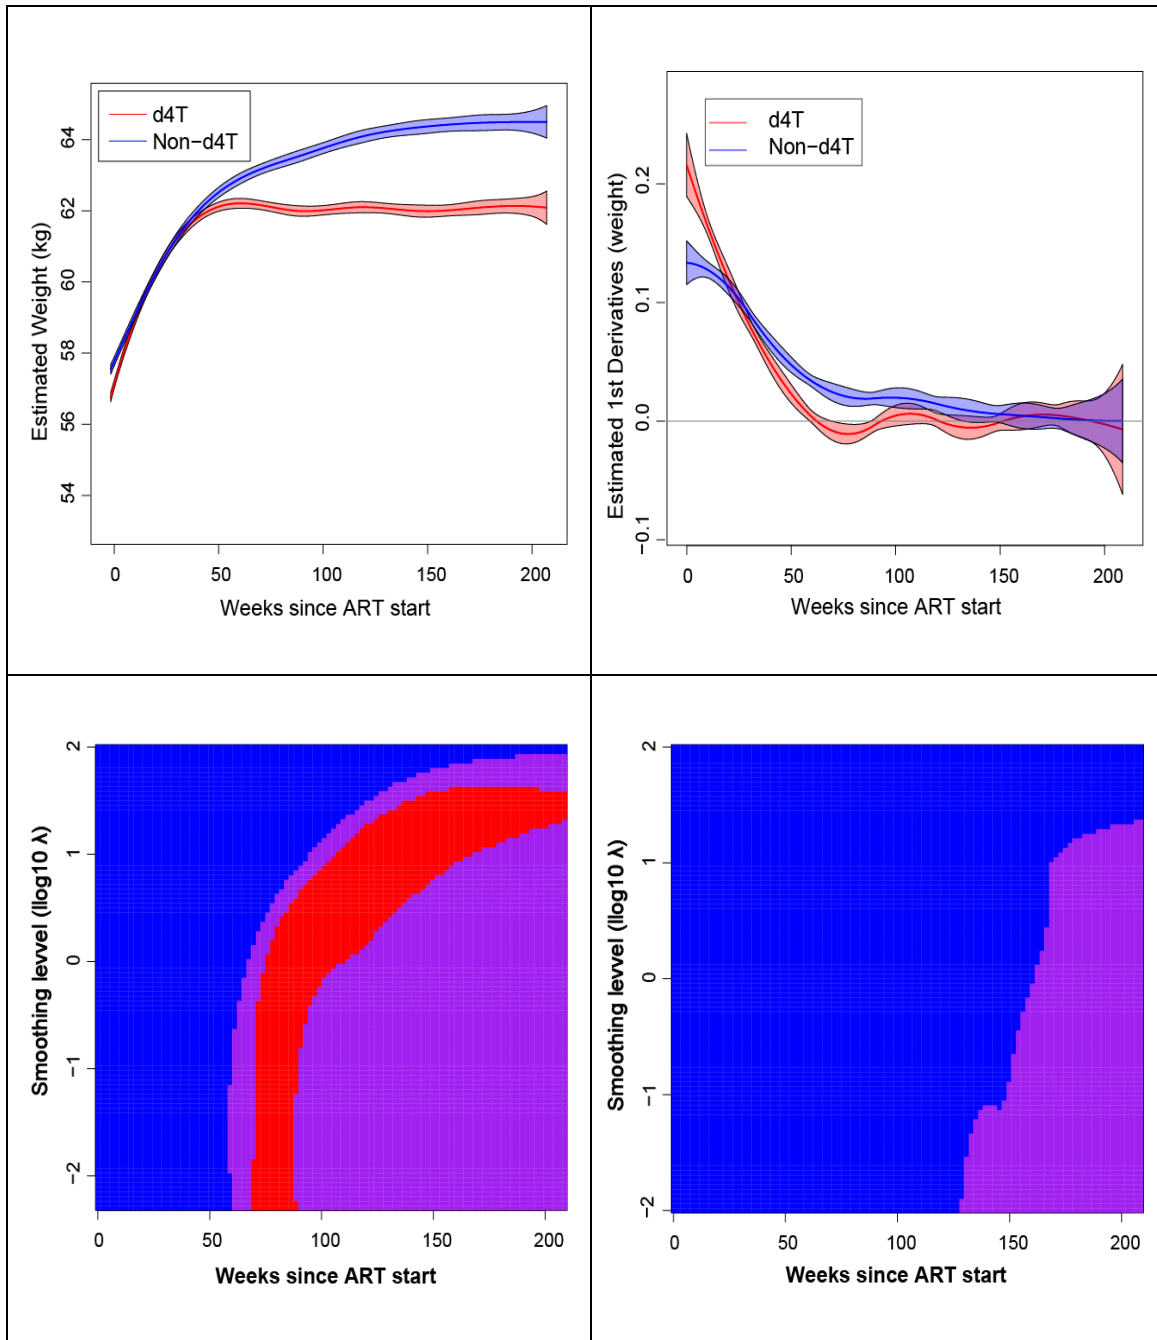 d4T
Non-d4T
Estimated Weight (kg)
64
62
60
58
56
54
0 50 100 150 200
Weeks since ART start
d4T
Non-d4T
Estimated 1st Derivatives (weight)
0.2
0.1
0.0
-0.1
0 50 100 150 200
Weeks since ART start
Smoothing levvel (llog10 λ)
2
1
0
-1
-2
0 50 100 150 200
Weeks since ART start
Smoothing level (llog10 λ)
2
1
0
-1
-2
0 50 100 150 200
Weeks since ART start